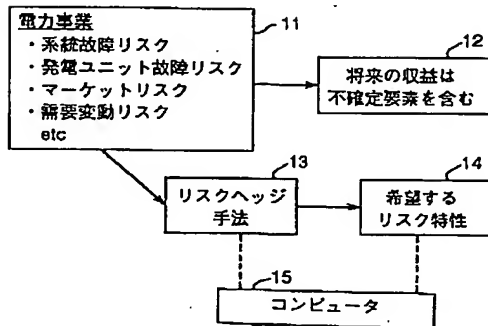 電力事業
・系統故障リスク
・発電ユニット故障リスク
・マーケットリスク
・需要変動リスク
etc
11
12
将来の収益は
不確定要素を含む
13
リスクヘッジ
手法
14
希望する
リスク特性
15
コンピュータ